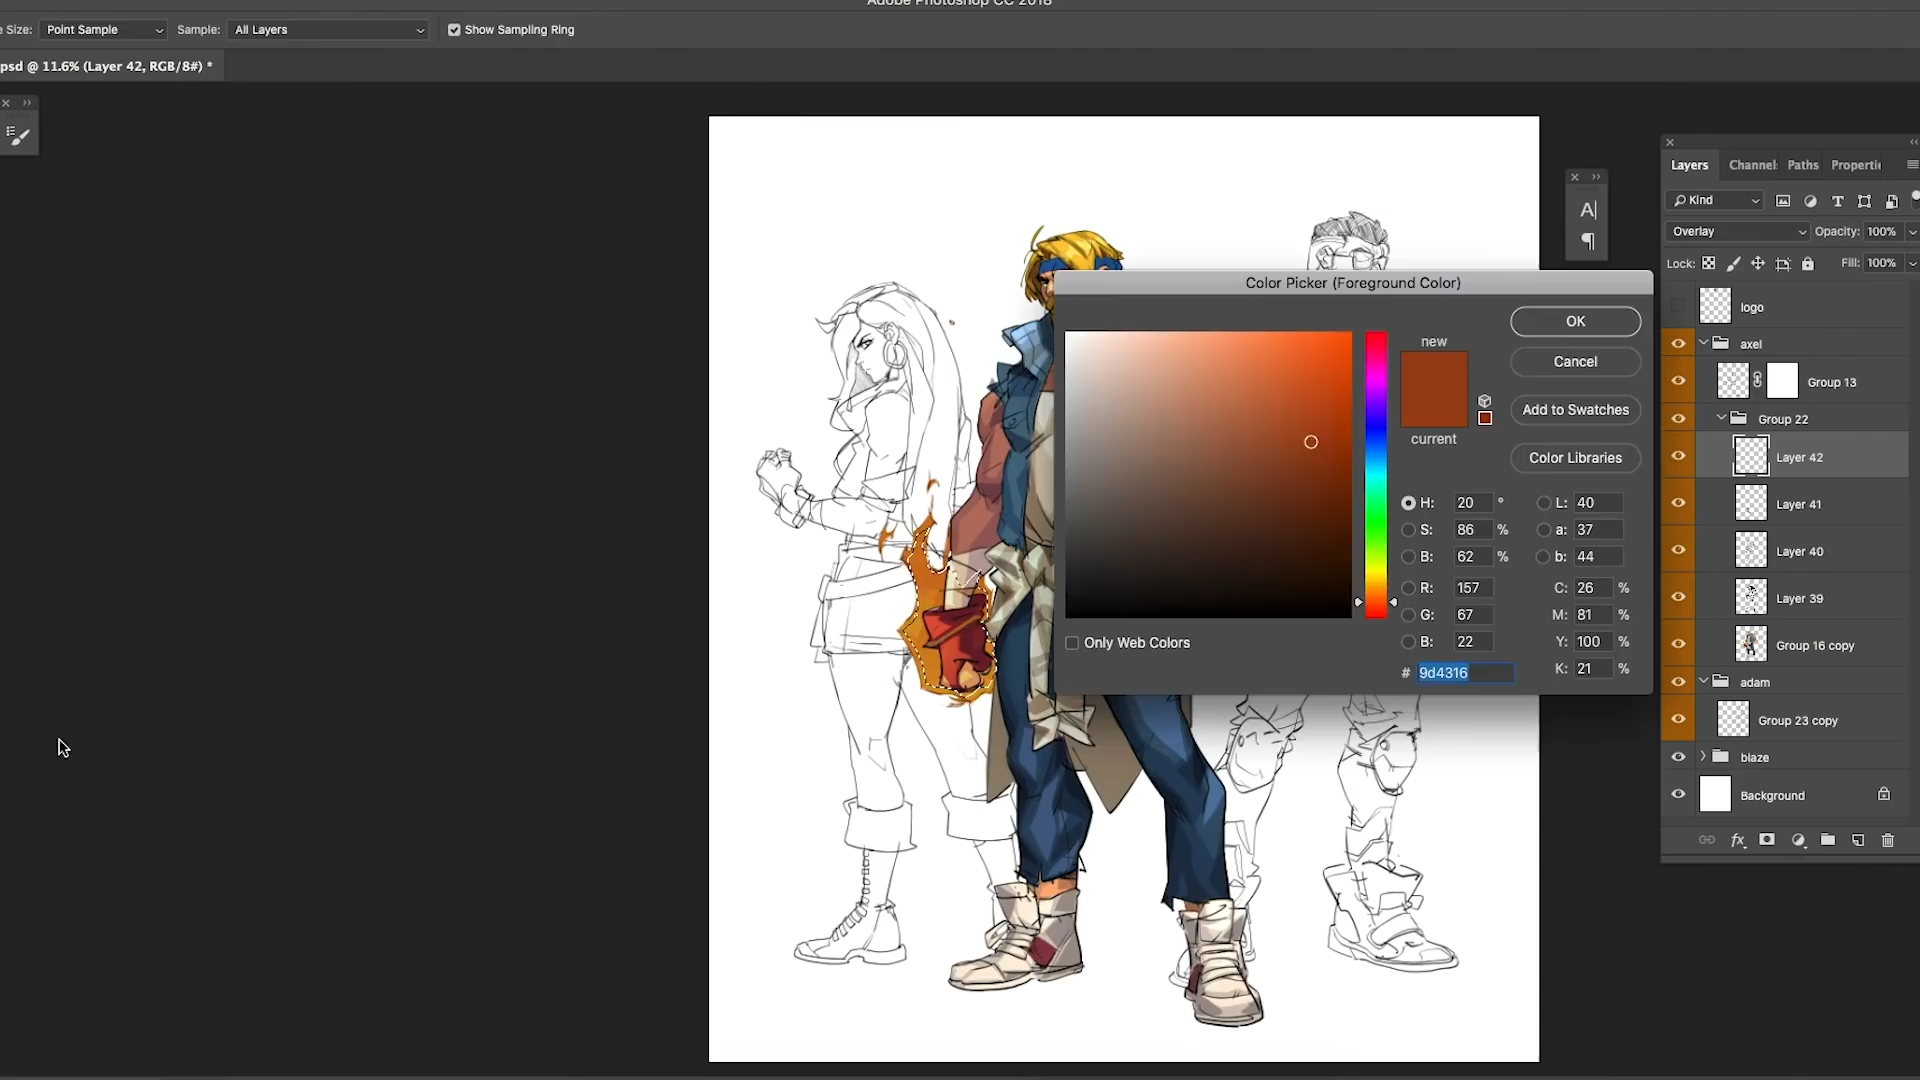 Adobe Photoshop CC 2018
e Size: Point Sample Sample: All Layers Show Sampling Ring
psd @ 11.6% (Layer 42, RGB/8#) *
Layers Channel: Paths Properti
Kind
Overlay Opacity: 100%
Lock: Fill: 100%
logo
axel
Group 13
Group 22
Layer 42
Layer 41
Layer 40
Layer 39
Group 16 copy
adam
Group 23 copy
blaze
Background
Color Picker (Foreground Color)
new
current
OK
Cancel
Add to Swatches
Color Libraries
H: 20 ° L: 40
S: 86 % a: 37
B: 62 % b: 44
R: 157 C: 26 %
G: 67 M: 81 %
B: 22 Y: 100 %
# 9d4316 K: 21 %
Only Web Colors